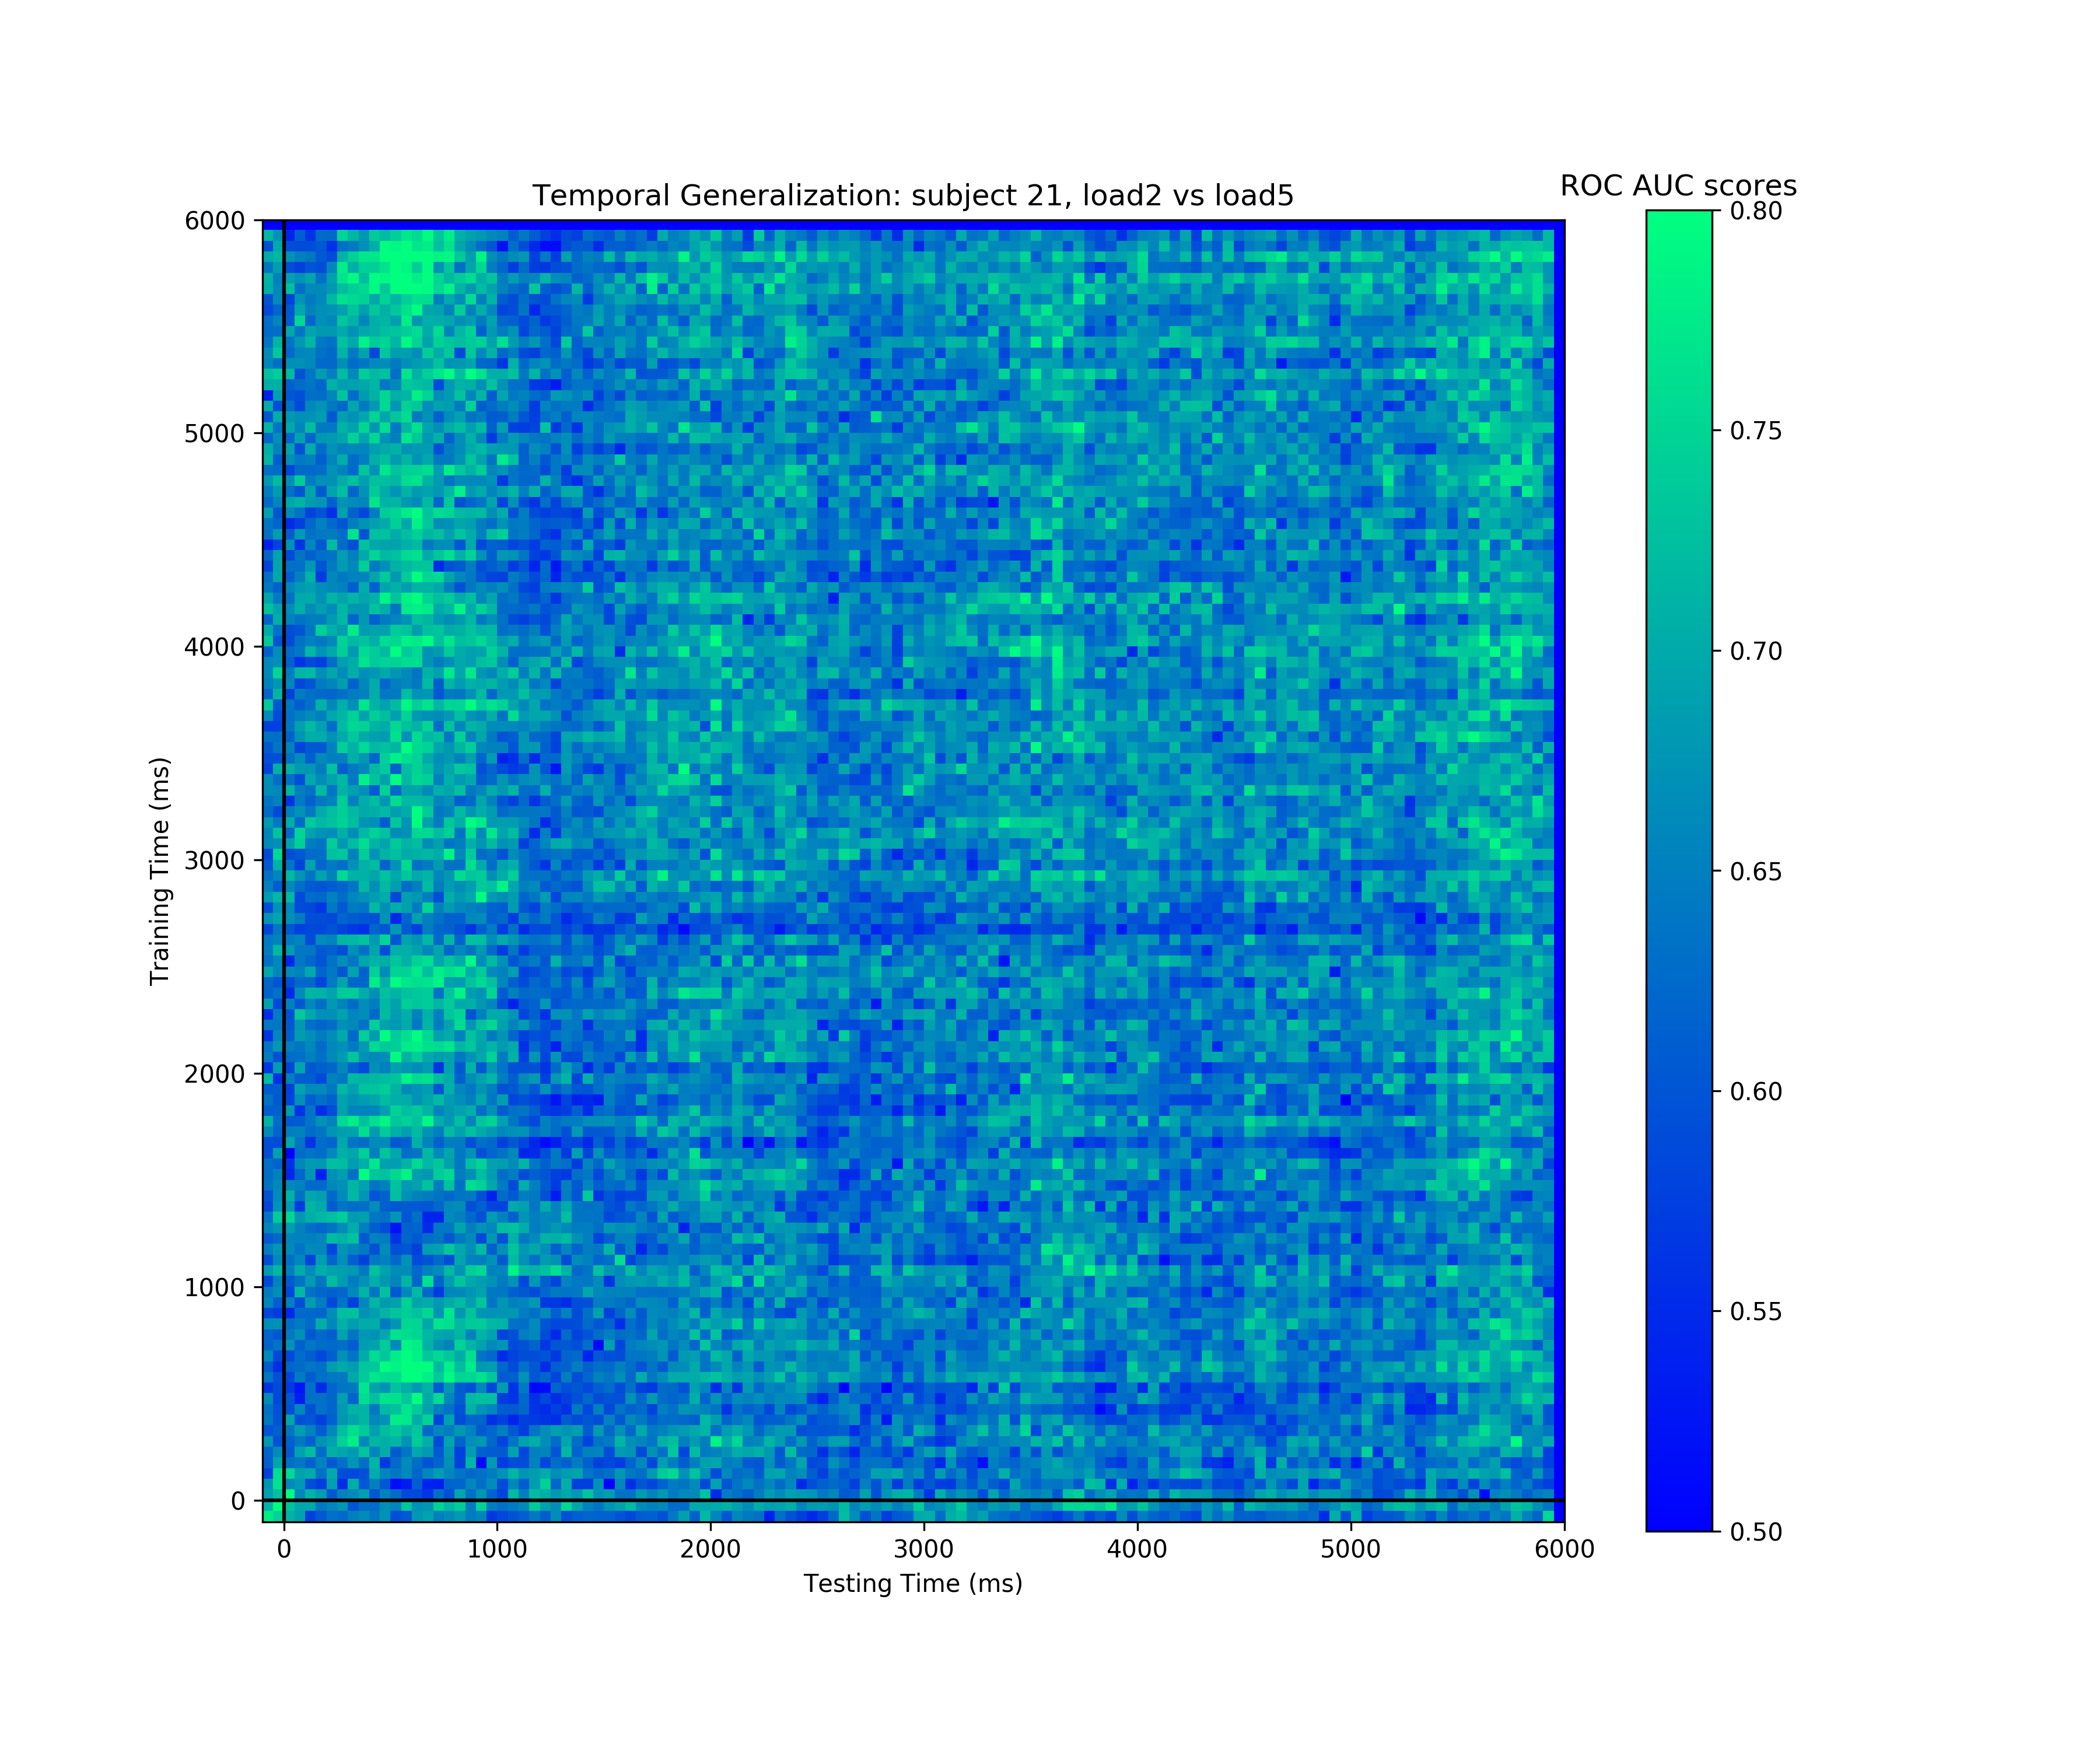 Temporal Generalization: subject 21, load2 vs load5
ROC AUC scores
6000
5000
4000
3000
2000
1000
0
Training Time (ms)
0 1000 2000 3000 4000 5000 6000
Testing Time (ms)
0.80
0.75
0.70
0.65
0.60
0.55
0.50